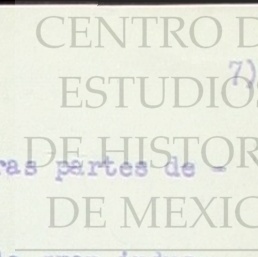 CENTRO D
7)
ESTUDIOS
DE HISTOR
ras partes de -
DE MEXIC